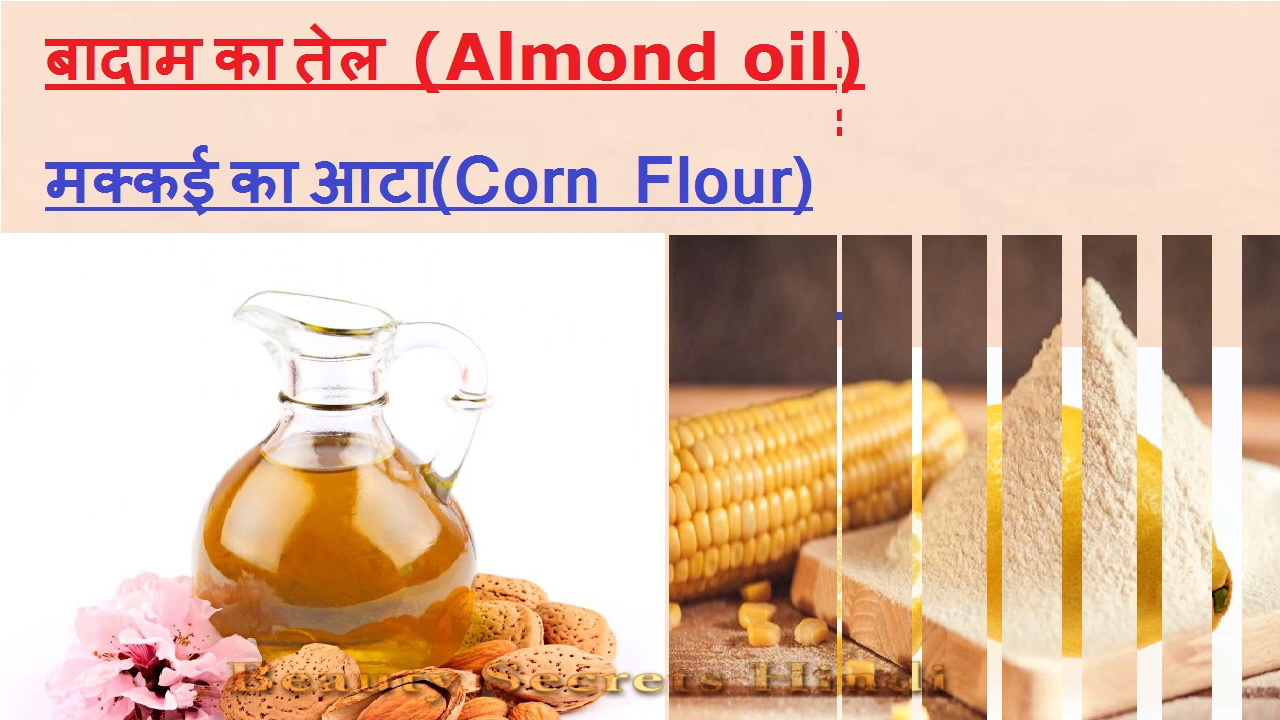 बादाम का तेल (Almond oil)
मक्कई का आटा(Corn Flour)
Beauty Secrets Hindi